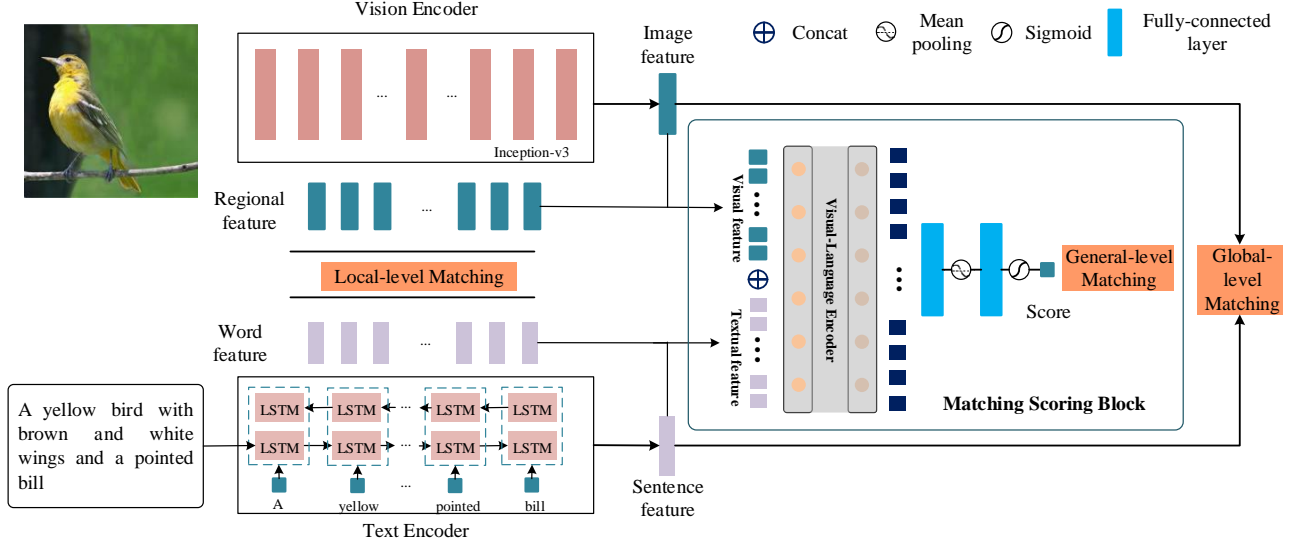 Vision Encoder
Inception-v3
Image
feature
Concat
Mean
pooling
Sigmoid
Fully-connected
layer
Regional
feature
Local-level Matching
Word
feature
Visual feature
Textual feature
Visual-Language Encoder
Score
General-level
Matching
Global-
level
Matching
Matching Scoring Block
A yellow bird with
brown and white
wings and a pointed
bill
LSTM
LSTM
...
LSTM
LSTM
LSTM
LSTM
...
LSTM
LSTM
A
yellow
...
pointed
bill
Text Encoder
Sentence
feature